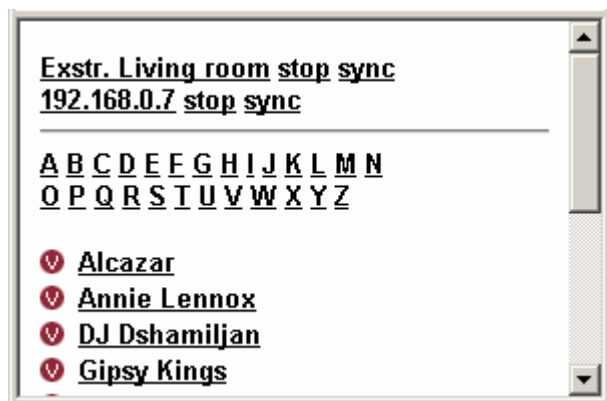 Exstr. Living room stop sync
192.168.0.7 stop sync
A B C D E F G H I J K L M N
O P Q R S T U V W X Y Z
V Alcazar
V Annie Lennox
V DJ Dshamiljan
V Gipsy Kings